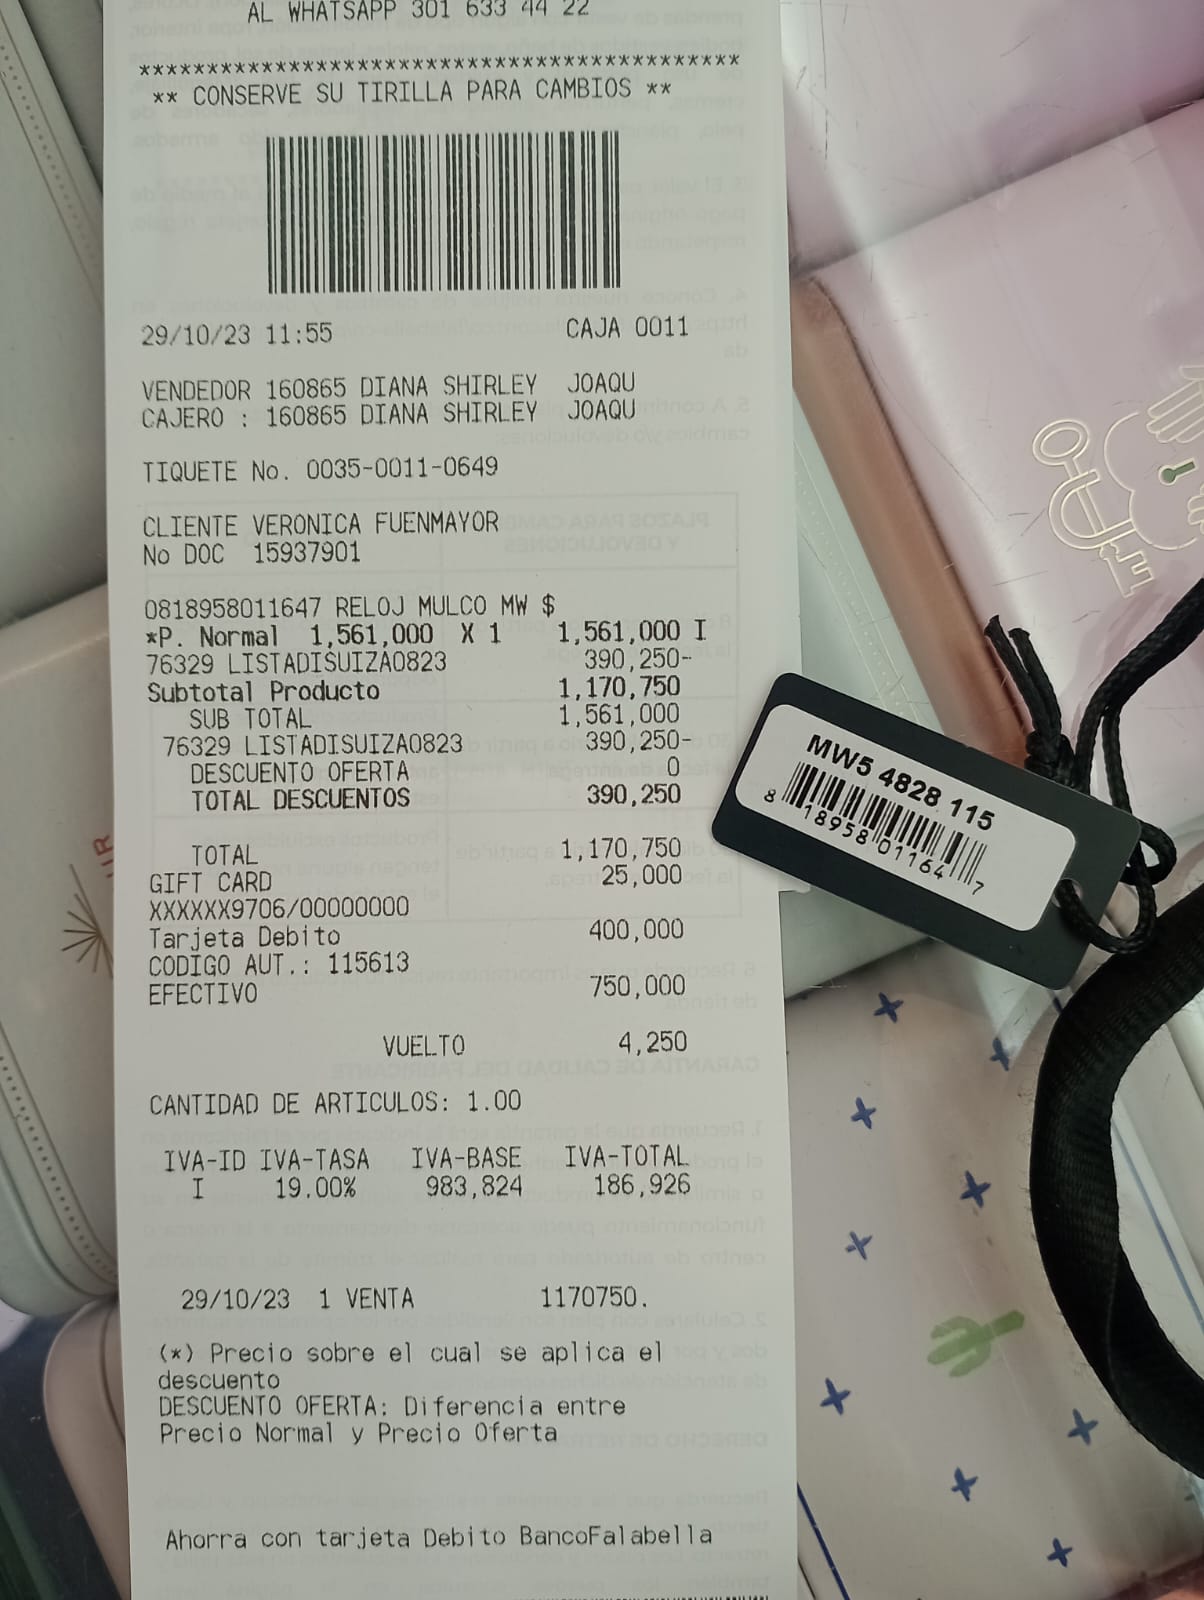 AL WHATSAPP 301 633 44 22
********************************************
** CONSERVE SU TIRILLA PARA CAMBIOS **
29/10/23 11:55 CAJA 0011
VENDEDOR 160865 DIANA SHIRLEY JOAQU
CAJERO : 160865 DIANA SHIRLEY JOAQU
TIQUETE No. 0035-0011-0649
CLIENTE VERONICA FUENMAYOR
No DOC 15937901
0818958011647 RELOJ MULCO MW $
*P. Normal 1,561,000 X 1 1,561,000 I
76329 LISTADISUIZA0823 390,250-
Subtotal Producto 1,170,750
SUB TOTAL 1,561,000
76329 LISTADISUIZA0823 390,250-
DESCUENTO OFERTA 0
TOTAL DESCUENTOS 390,250
TOTAL 1,170,750
GIFT CARD 25,000
XXXXXX9706/00000000
Tarjeta Debito 400,000
CODIGO AUT.: 115613
EFECTIVO 750,000
VUELTO 4,250
CANTIDAD DE ARTICULOS: 1.00
IVA-ID IVA-TASA IVA-BASE IVA-TOTAL
I 19.00% 983,824 186,926
29/10/23 1 VENTA 1170750.
(*) Precio sobre el cual se aplica el
descuento
DESCUENTO OFERTA: Diferencia entre
Precio Normal y Precio Oferta
Ahorra con tarjeta Debito BancoFalabella
MW5 4828 115
8 18958 01164 7